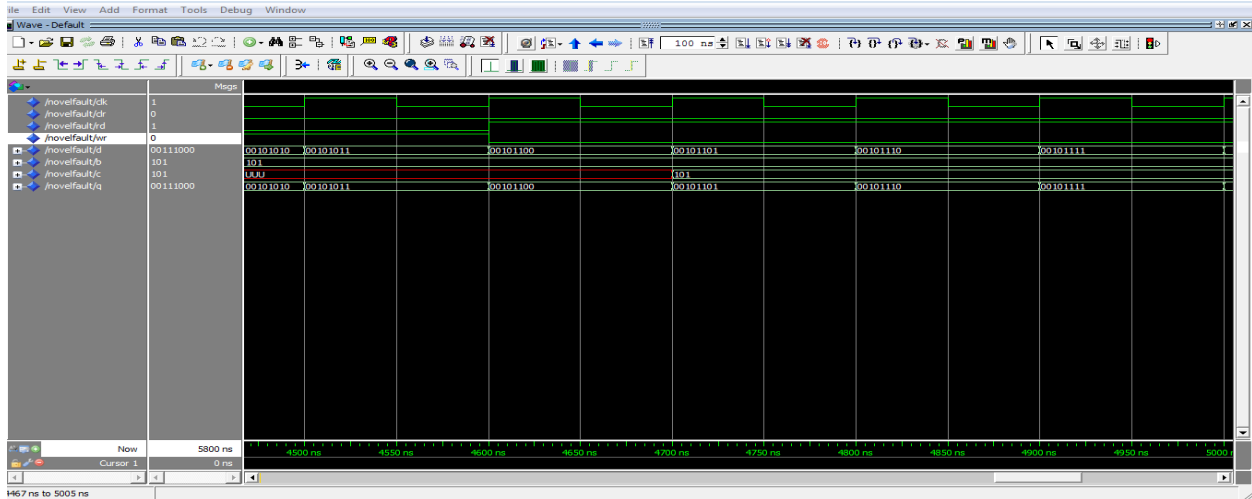 ile Edit View Add Format Tools Debug Window
Wave - Default
100 ns
Msgs
/novelfault/clk 1
/novelfault/clr 0
/novelfault/rd 1
/novelfault/wr 0
/novelfault/d 00111000 00101010 00101011 00101100 00101101 00101110 00101111
/novelfault/b 101 101
/novelfault/c 101 UUU 101
/novelfault/q 00111000 00101010 00101011 00101100 00101101 00101110 00101111
Now 5800 ns 4500 ns 4550 ns 4600 ns 4650 ns 4700 ns 4750 ns 4800 ns 4850 ns 4900 ns 4950 ns 5000
Cursor 1 0 ns
4467 ns to 5005 ns